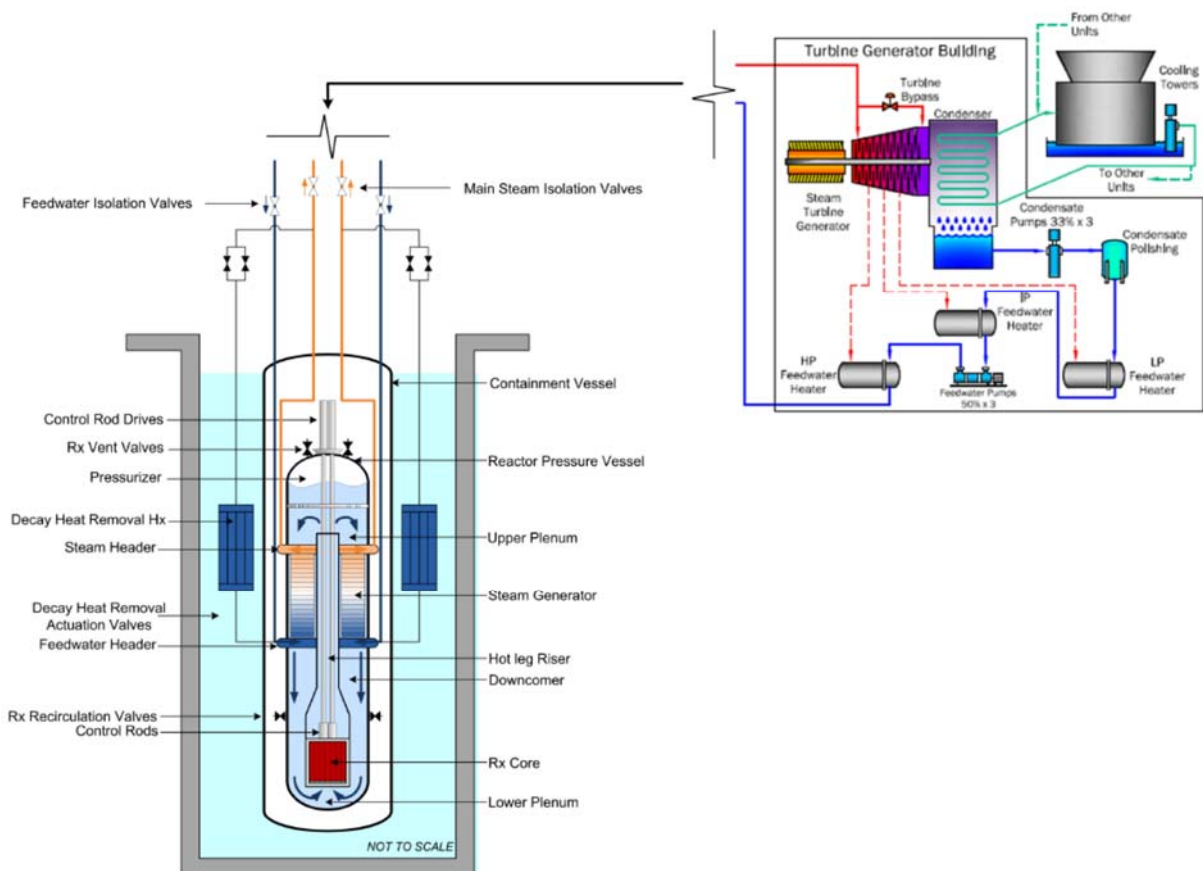 From Other
Units
Turbine Generator Building
Turbine
Bypass
Condenser
Cooling
Towers
To Other
Units
Steam
Turbine
Generator
Condensate
Pumps 33% x 3
Condensate
Polishing
IP
Feedwater
Heater
HP
Feedwater
Heater
Feedwater Pumps
50% x 3
LP
Feedwater
Heater
Feedwater Isolation Valves
Main Steam Isolation Valves
Containment Vessel
Control Rod Drives
Rx Vent Valves
Reactor Pressure Vessel
Pressurizer
Decay Heat Removal Hx
Upper Plenum
Steam Header
Steam Generator
Decay Heat Removal
Actuation Valves
Feedwater Header
Hot leg Riser
Downcomer
Rx Recirculation Valves
Control Rods
Rx Core
Lower Plenum
NOT TO SCALE